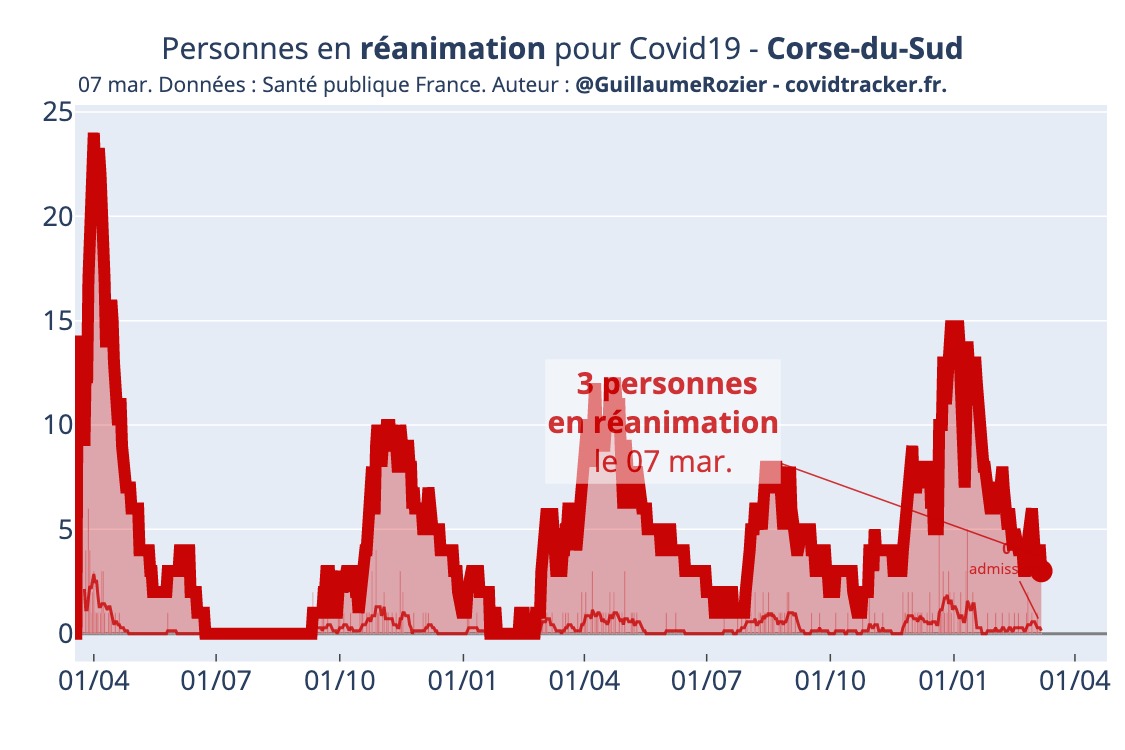 Personnes en réanimation pour Covid19 - Corse-du-Sud
07 mar. Données : Santé publique France. Auteur : @GuillaumeRozier - covidtracker.fr.
25
20
15
10
5
0
3 personnes
en réanimation
le 07 mar.
0
admiss
01/04 01/07 01/10 01/01 01/04 01/07 01/10 01/01 01/04